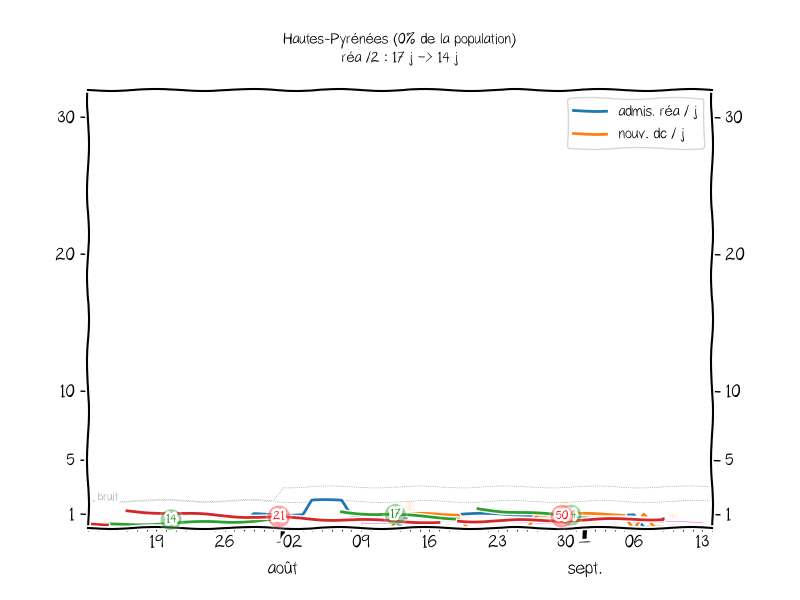 Hautes-Pyrénées (0% de la population)
réa /2 : 17 j -> 14 j
admis. réa / j
nouv. dc / j
30 30
20 20
10 10
5 5
bruit
1 1
14 21 17 50
19 26 02 09 16 23 30 06 13
août sept.